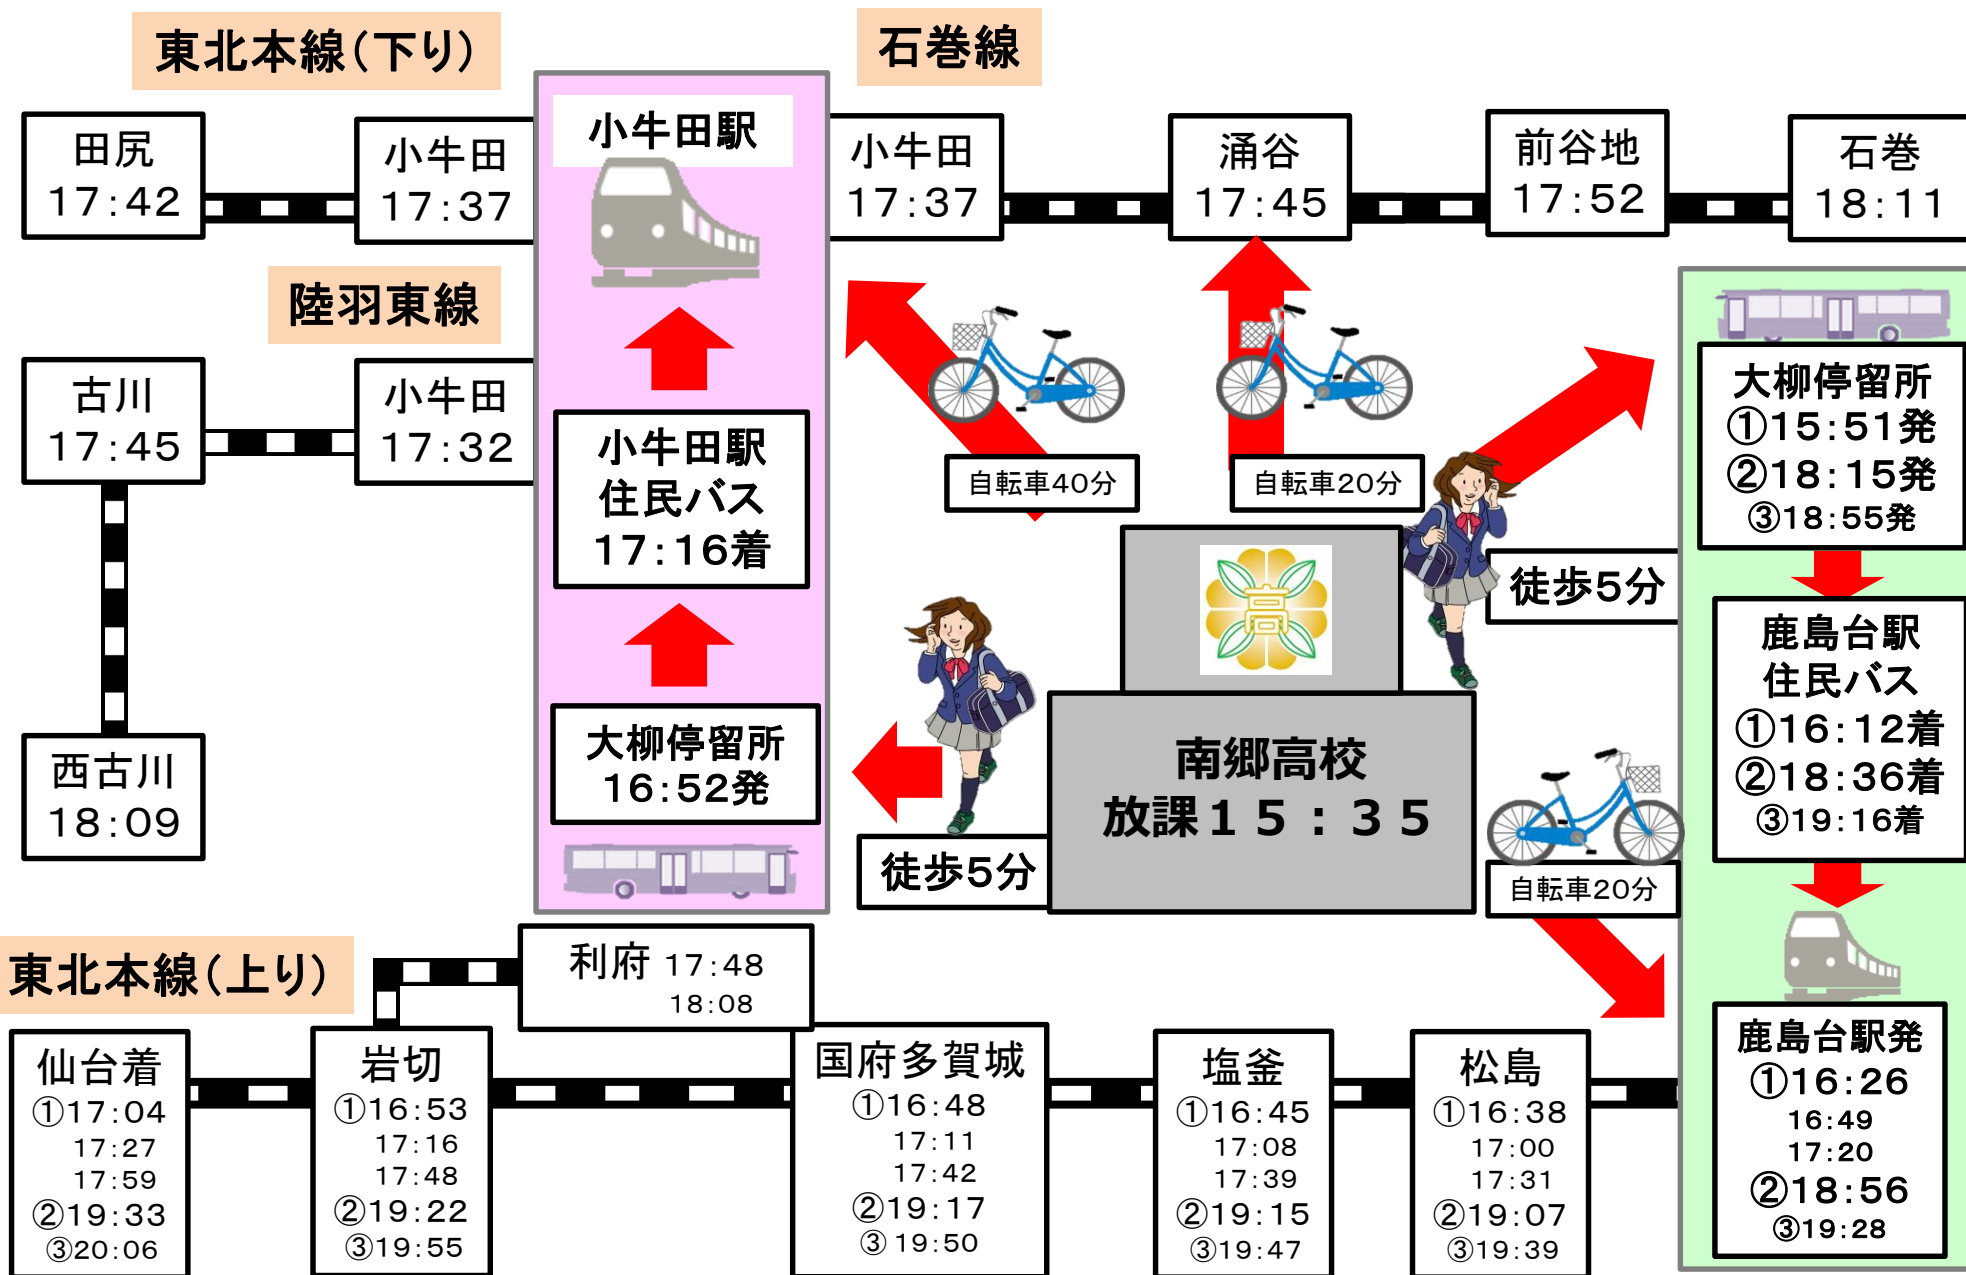 東北本線（下り）
石巻線
田尻
17:42
小牛田
17:37
小牛田駅
小牛田
17:37
涌谷
17:45
前谷地
17:52
石巻
18:11
陸羽東線
古川
17:45
小牛田
17:32
西古川
18:09
小牛田駅
住民バス
17:16着
大柳停留所
16:52発
自転車40分
自転車20分
徒歩5分
徒歩5分
高
南郷高校
放課15：35
自転車20分
大柳停留所
①15:51発
②18:15発
③18:55発
鹿島台駅
住民バス
①16:12着
②18:36着
③19:16着
鹿島台駅発
①16:26
16:49
17:20
②18:56
③19:28
東北本線（上り）
利府 17:48
18:08
仙台着
①17:04
17:27
17:59
②19:33
③20:06
岩切
①16:53
17:16
17:48
②19:22
③19:55
国府多賀城
①16:48
17:11
17:42
②19:17
③19:50
塩釜
①16:45
17:08
17:39
②19:15
③19:47
松島
①16:38
17:00
17:31
②19:07
③19:39